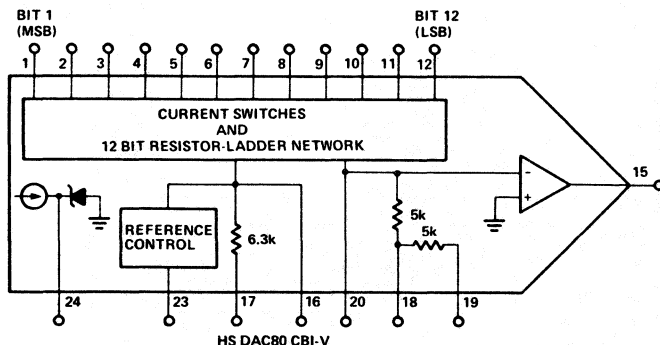 BIT 1
(MSB)
BIT 12
(LSB)
1 2 3 4 5 6 7 8 9 10 11 12
CURRENT SWITCHES
AND
12 BIT RESISTOR-LADDER NETWORK
15
-
+
5k
5k
REFERENCE
CONTROL
6.3k
24 23 17 16 20 18 19
HS DAC80 CBI-V